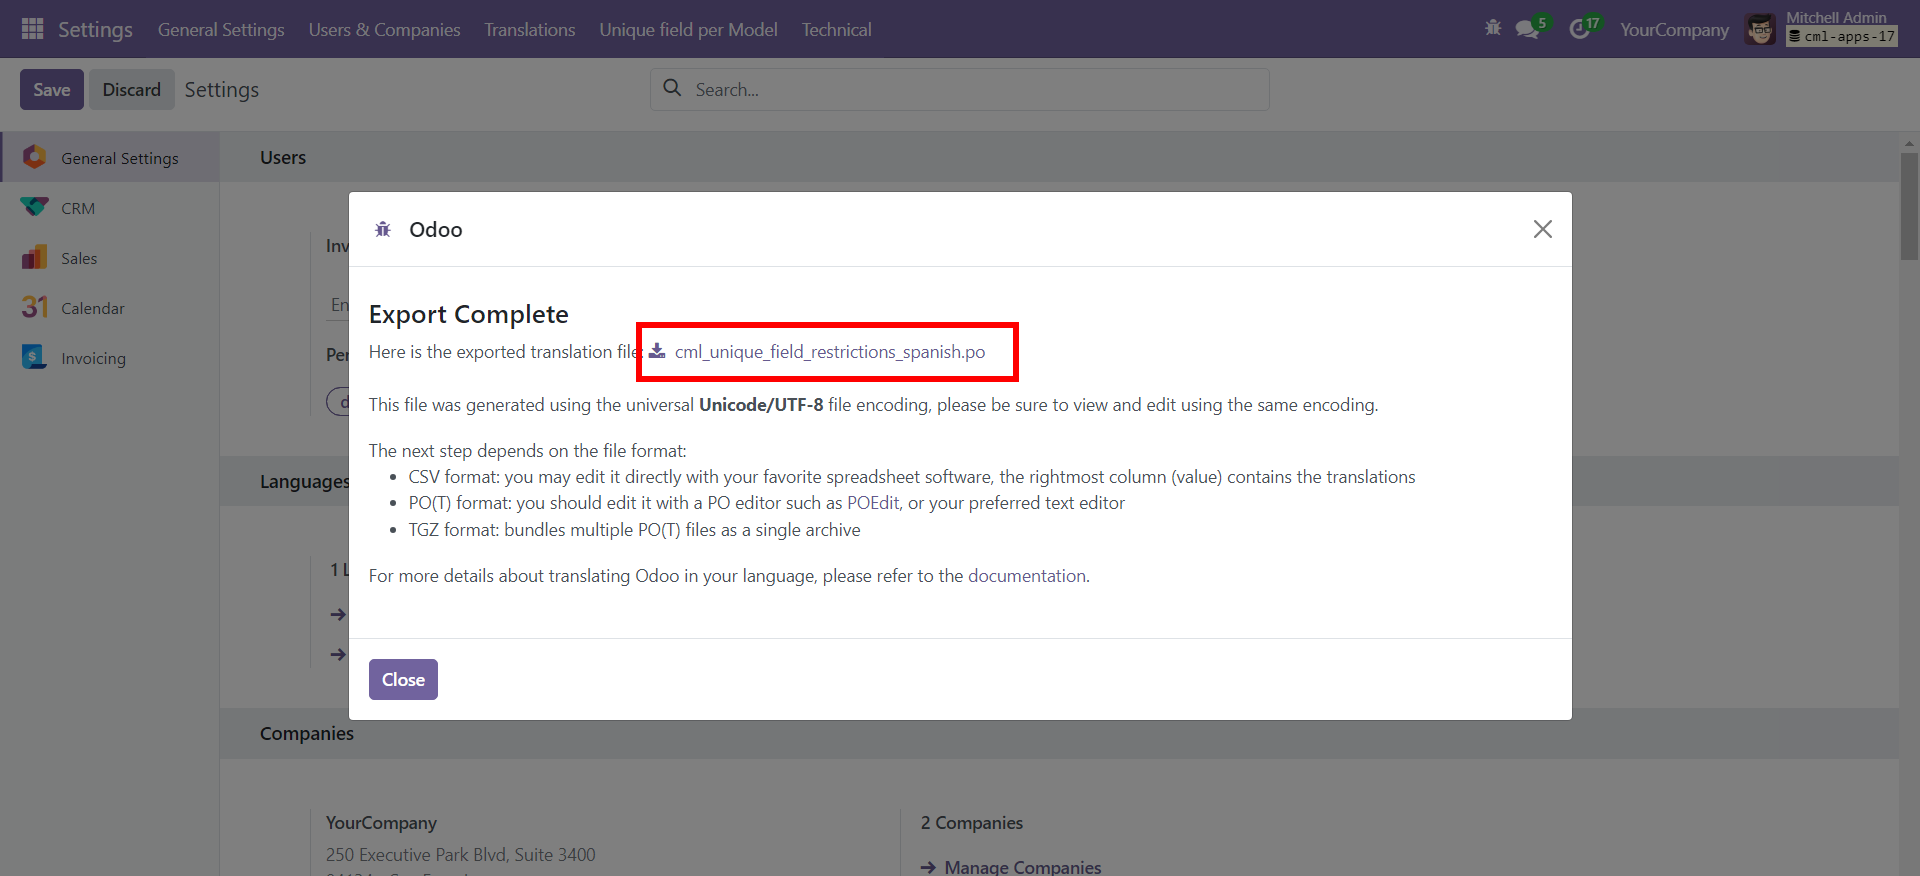 Settings General Settings Users & Companies Translations Unique field per Model Technical 5 17 YourCompany Mitchell Admin
cml-apps-17
Save Discard Settings Search...
General Settings
CRM
Sales
31 Calendar
Invoicing
Users
Odoo
Export Complete
Here is the exported translation file: cml_unique_field_restrictions_spanish.po
This file was generated using the universal Unicode/UTF-8 file encoding, please be sure to view and edit using the same encoding.
The next step depends on the file format:
• CSV format: you may edit it directly with your favorite spreadsheet software, the rightmost column (value) contains the translations
• PO(T) format: you should edit it with a PO editor such as POEdit, or your preferred text editor
• TGZ format: bundles multiple PO(T) files as a single archive
For more details about translating Odoo in your language, please refer to the documentation.
Close
Languages
Companies
YourCompany
250 Executive Park Blvd, Suite 3400
2 Companies
Manage Companies